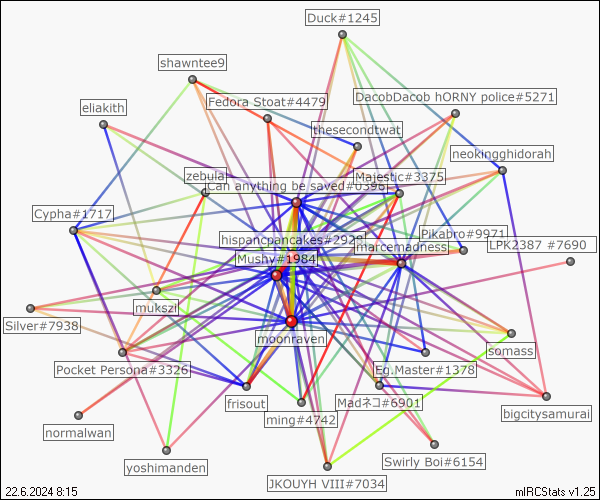 Duck#1245
shawntee9
DacobDacob hORNY police#5271
Fedora Stoat#4479
eliakith
thesecondtwat
neokingghidorah
zebula
Majestic#3375
Can anything be saved#0398
Cypha#1717
Pikabro#9971
hispancpancakes#2929
marcemadness
LPK2387 #7690
Mushy#1984
mukszi
Silver#7938
moonraven
somass
Pocket Persona#3326
Eg.Master#1378
frisout
Madネコ#6901
bigcitysamurai
ming#4742
normalwan
yoshimanden
Swirly Boi#6154
JKOUYH VIII#7034
22.6.2024 8:15
mIRCStats v1.25